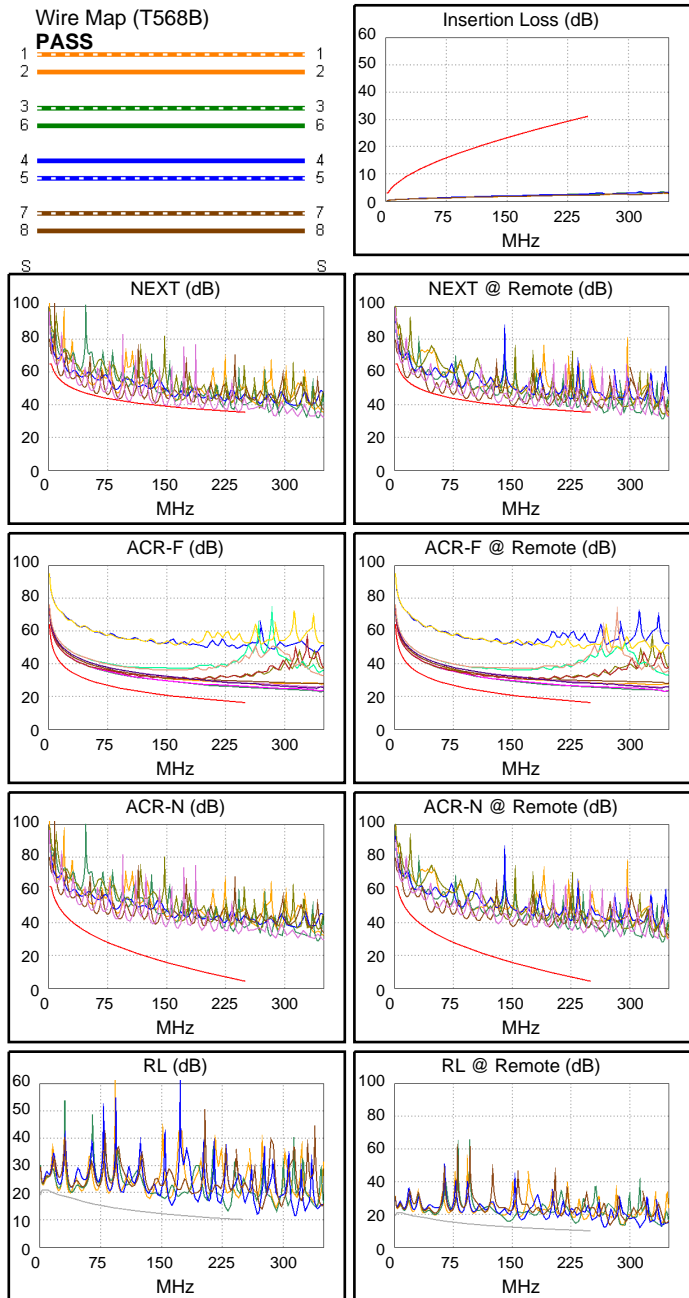 Wire Map (T568B)
PASS
1 1
2 2
3 3
6 6
4 4
5 5
7 7
8 8
S S
Insertion Loss (dB)
60
50
40
30
20
10
0
0 75 150 225 300
MHz
NEXT (dB)
100
80
60
40
20
0
0 75 150 225 300
MHz
NEXT @ Remote (dB)
100
80
60
40
20
0
0 75 150 225 300
MHz
ACR-F (dB)
100
80
60
40
20
0
0 75 150 225 300
MHz
ACR-F @ Remote (dB)
100
80
60
40
20
0
0 75 150 225 300
MHz
ACR-N (dB)
100
80
60
40
20
0
0 75 150 225 300
MHz
ACR-N @ Remote (dB)
100
80
60
40
20
0
0 75 150 225 300
MHz
RL (dB)
60
50
40
30
20
10
0
0 75 150 225 300
MHz
RL @ Remote (dB)
100
80
60
40
20
0
0 75 150 225 300
MHz